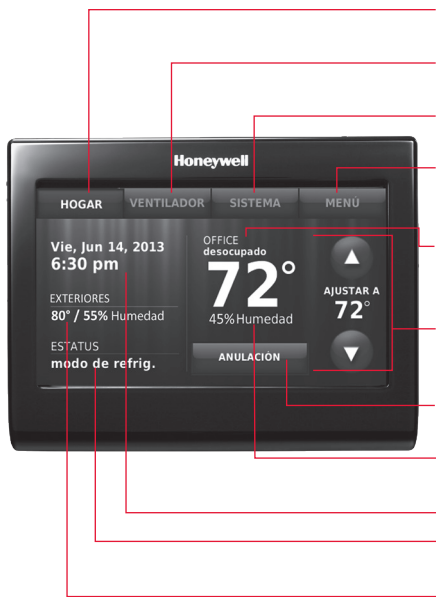 Honeywell
HOGAR
VENTILADOR
SISTEMA
MENÚ
Vie, Jun 14, 2013
6:30 pm
EXTERIORES
80° / 55% Humedad
ESTATUS
modo de refrig.
OFFICE
desocupado
72°
45%Humedad
ANULACIÓN
AJUSTAR A
72°